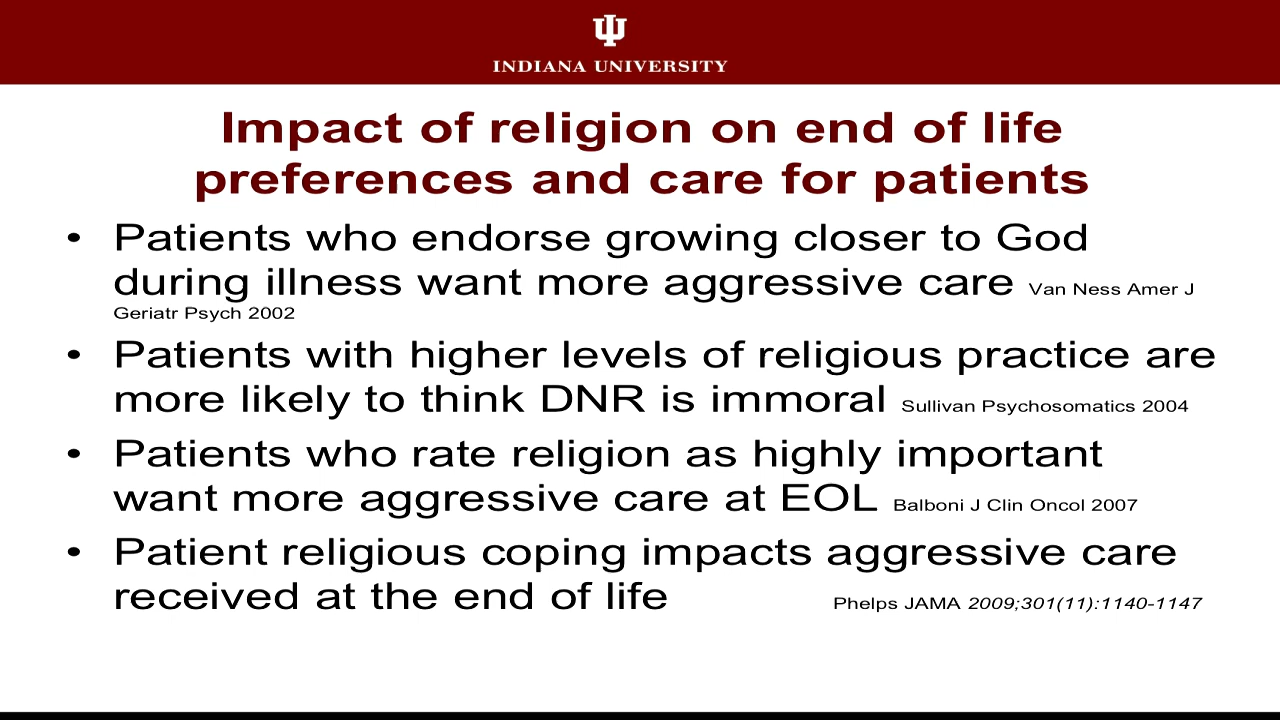 INDIANA UNIVERSITY
Impact of religion on end of life
preferences and care for patients
• Patients who endorse growing closer to God
during illness want more aggressive care Van Ness Amer J
Geriatr Psych 2002
• Patients with higher levels of religious practice are
more likely to think DNR is immoral Sullivan Psychosomatics 2004
• Patients who rate religion as highly important
want more aggressive care at EOL Balboni J Clin Oncol 2007
• Patient religious coping impacts aggressive care
received at the end of life Phelps JAMA 2009;301(11):1140-1147